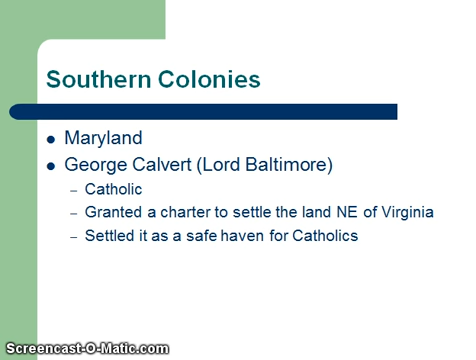 Southern Colonies
● Maryland
● George Calvert (Lord Baltimore)
– Catholic
– Granted a charter to settle the land NE of Virginia
– Settled it as a safe haven for Catholics
Screencast-O-Matic.com